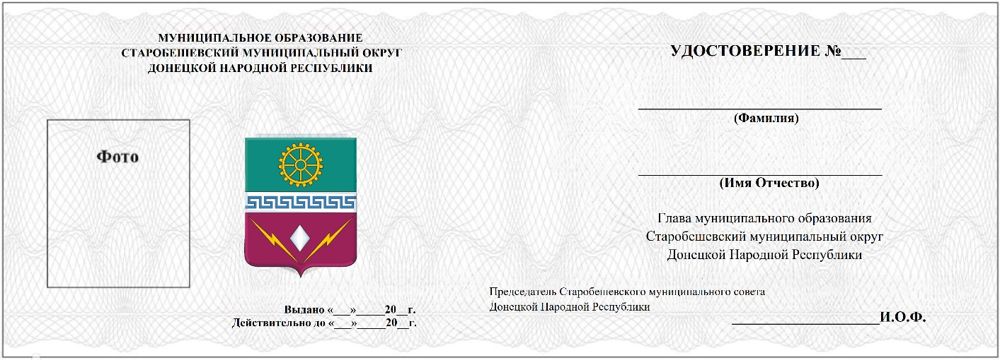 МУНИЦИПАЛЬНОЕ ОБРАЗОВАНИЕ
СТАРОБЕШЕВСКИЙ МУНИЦИПАЛЬНЫЙ ОКРУГ
ДОНЕЦКОЙ НАРОДНОЙ РЕСПУБЛИКИ
Фото
Выдано «___»_____20__г.
Действительно до «___»_____20__г.
УДОСТОВЕРЕНИЕ №___
(Фамилия)
(Имя Отчество)
Глава муниципального образования
Старобешевский муниципальный округ
Донецкой Народной Республики
Председатель Старобешевского муниципального совета
Донецкой Народной Республики
____________________И.О.Ф.